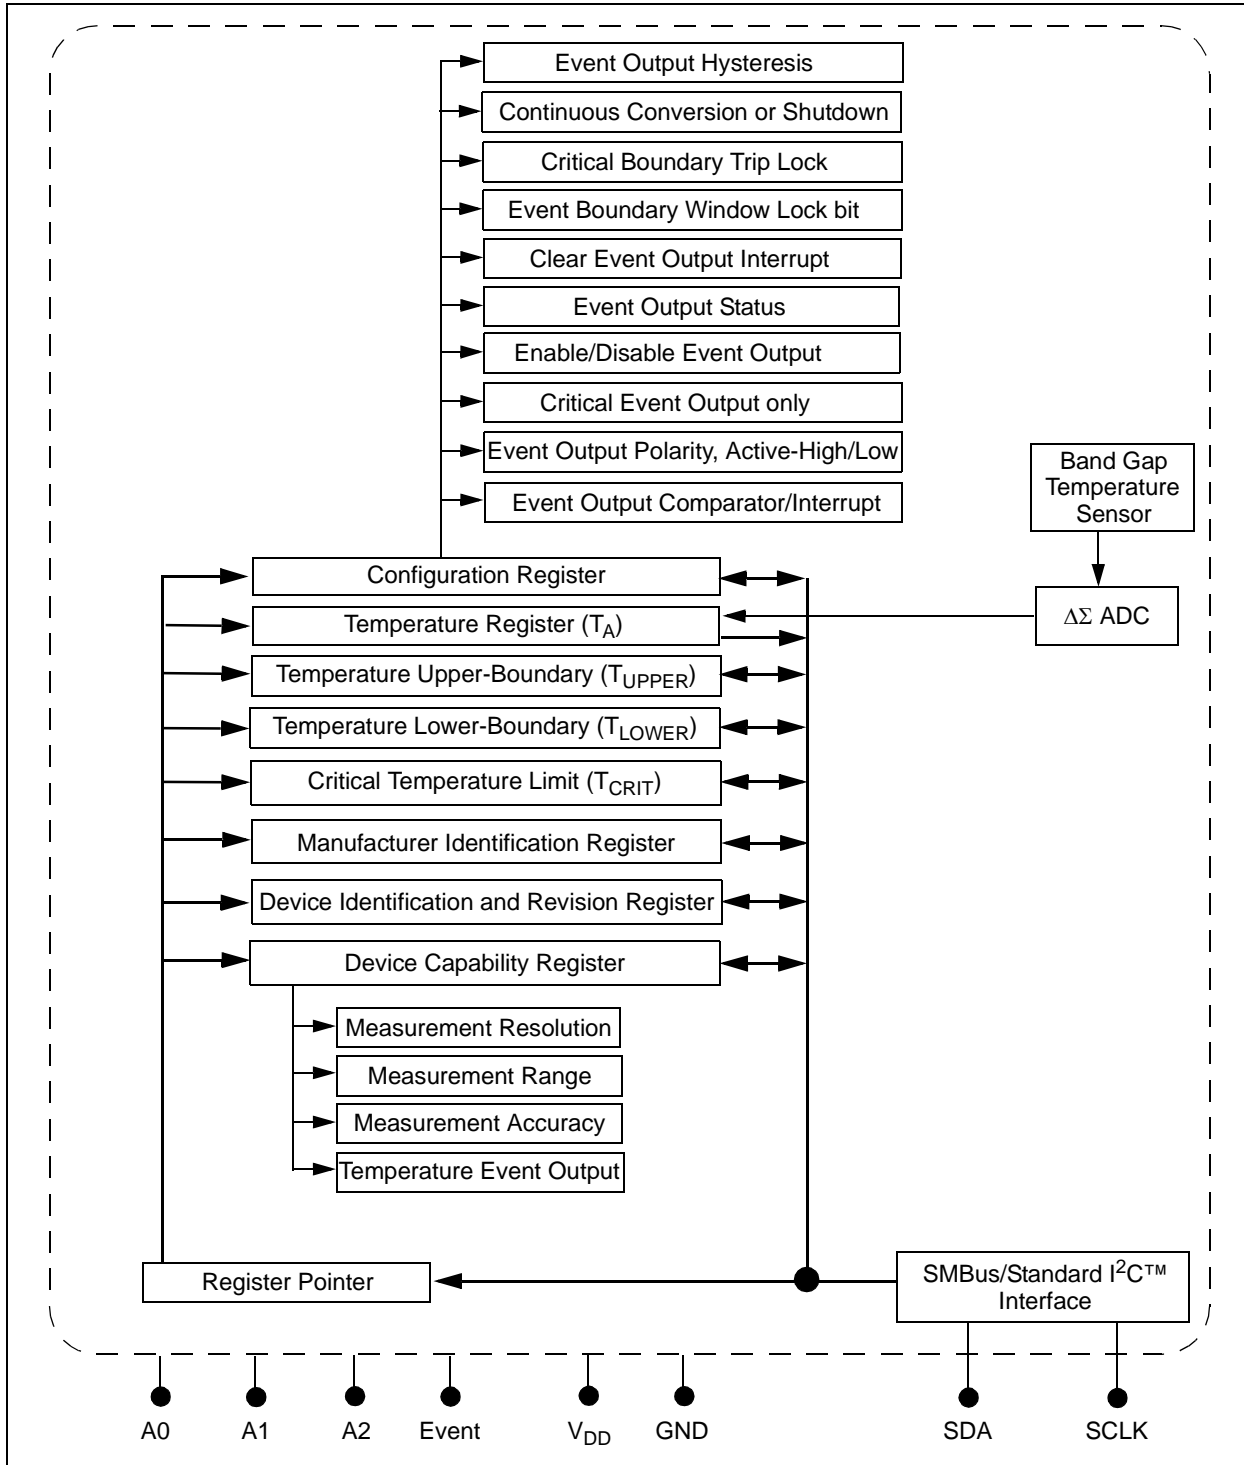 Event Output Hysteresis
Continuous Conversion or Shutdown
Critical Boundary Trip Lock
Event Boundary Window Lock bit
Clear Event Output Interrupt
Event Output Status
Enable/Disable Event Output
Critical Event Output only
Event Output Polarity, Active-High/Low
Event Output Comparator/Interrupt
Band Gap
Temperature
Sensor
ΔΣ ADC
Configuration Register
Temperature Register (TA)
Temperature Upper-Boundary (TUPPER)
Temperature Lower-Boundary (TLOWER)
Critical Temperature Limit (TCRIT)
Manufacturer Identification Register
Device Identification and Revision Register
Device Capability Register
Measurement Resolution
Measurement Range
Measurement Accuracy
Temperature Event Output
Register Pointer
SMBus/Standard I2C™
Interface
A0 A1 A2 Event VDD GND SDA SCLK